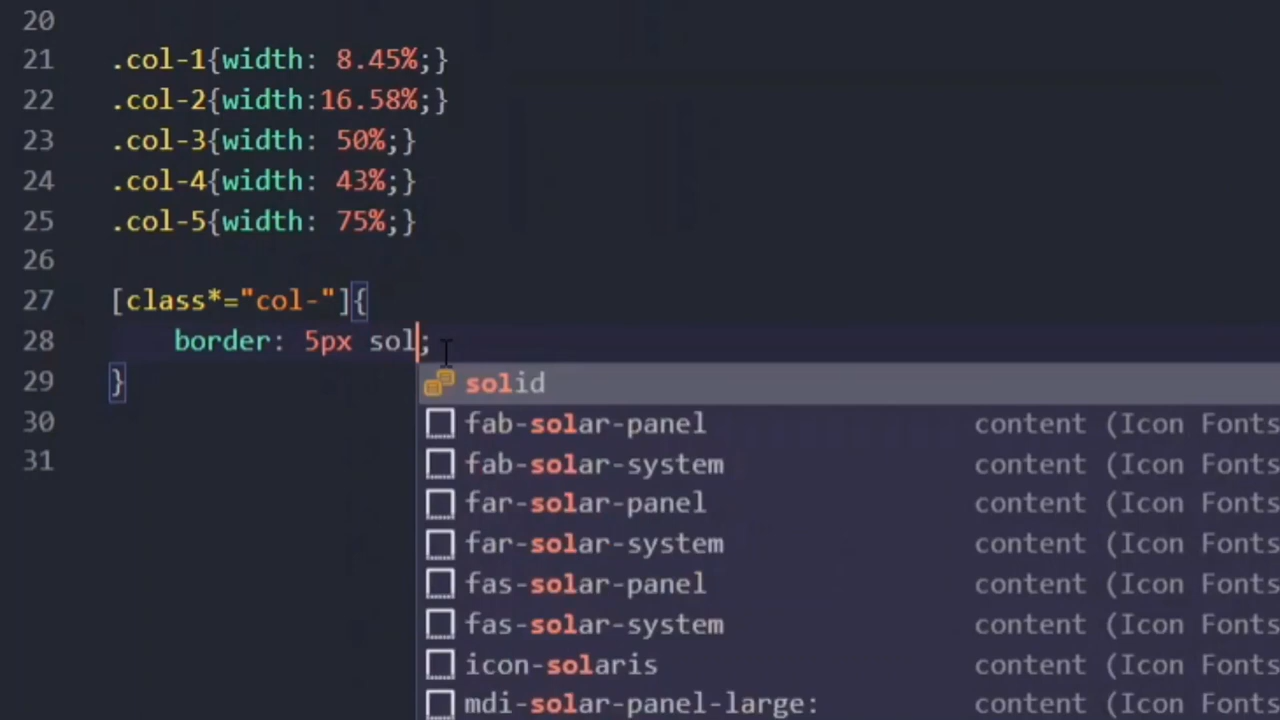 20
21 .col-1{width: 8.45%;}
22 .col-2{width:16.58%;}
23 .col-3{width: 50%;}
24 .col-4{width: 43%;}
25 .col-5{width: 75%;}
26
27 [class*="col-"]{
28 border: 5px sol;
29 }
solid
30 fab-solar-panel content (Icon Fonts
fab-solar-system content (Icon Fonts
31
far-solar-panel content (Icon Fonts
far-solar-system content (Icon Fonts
fas-solar-panel content (Icon Fonts
fas-solar-system content (Icon Fonts
icon-solaris content (Icon Fonts
mdi-solar-panel-large: content (Icon Fonts